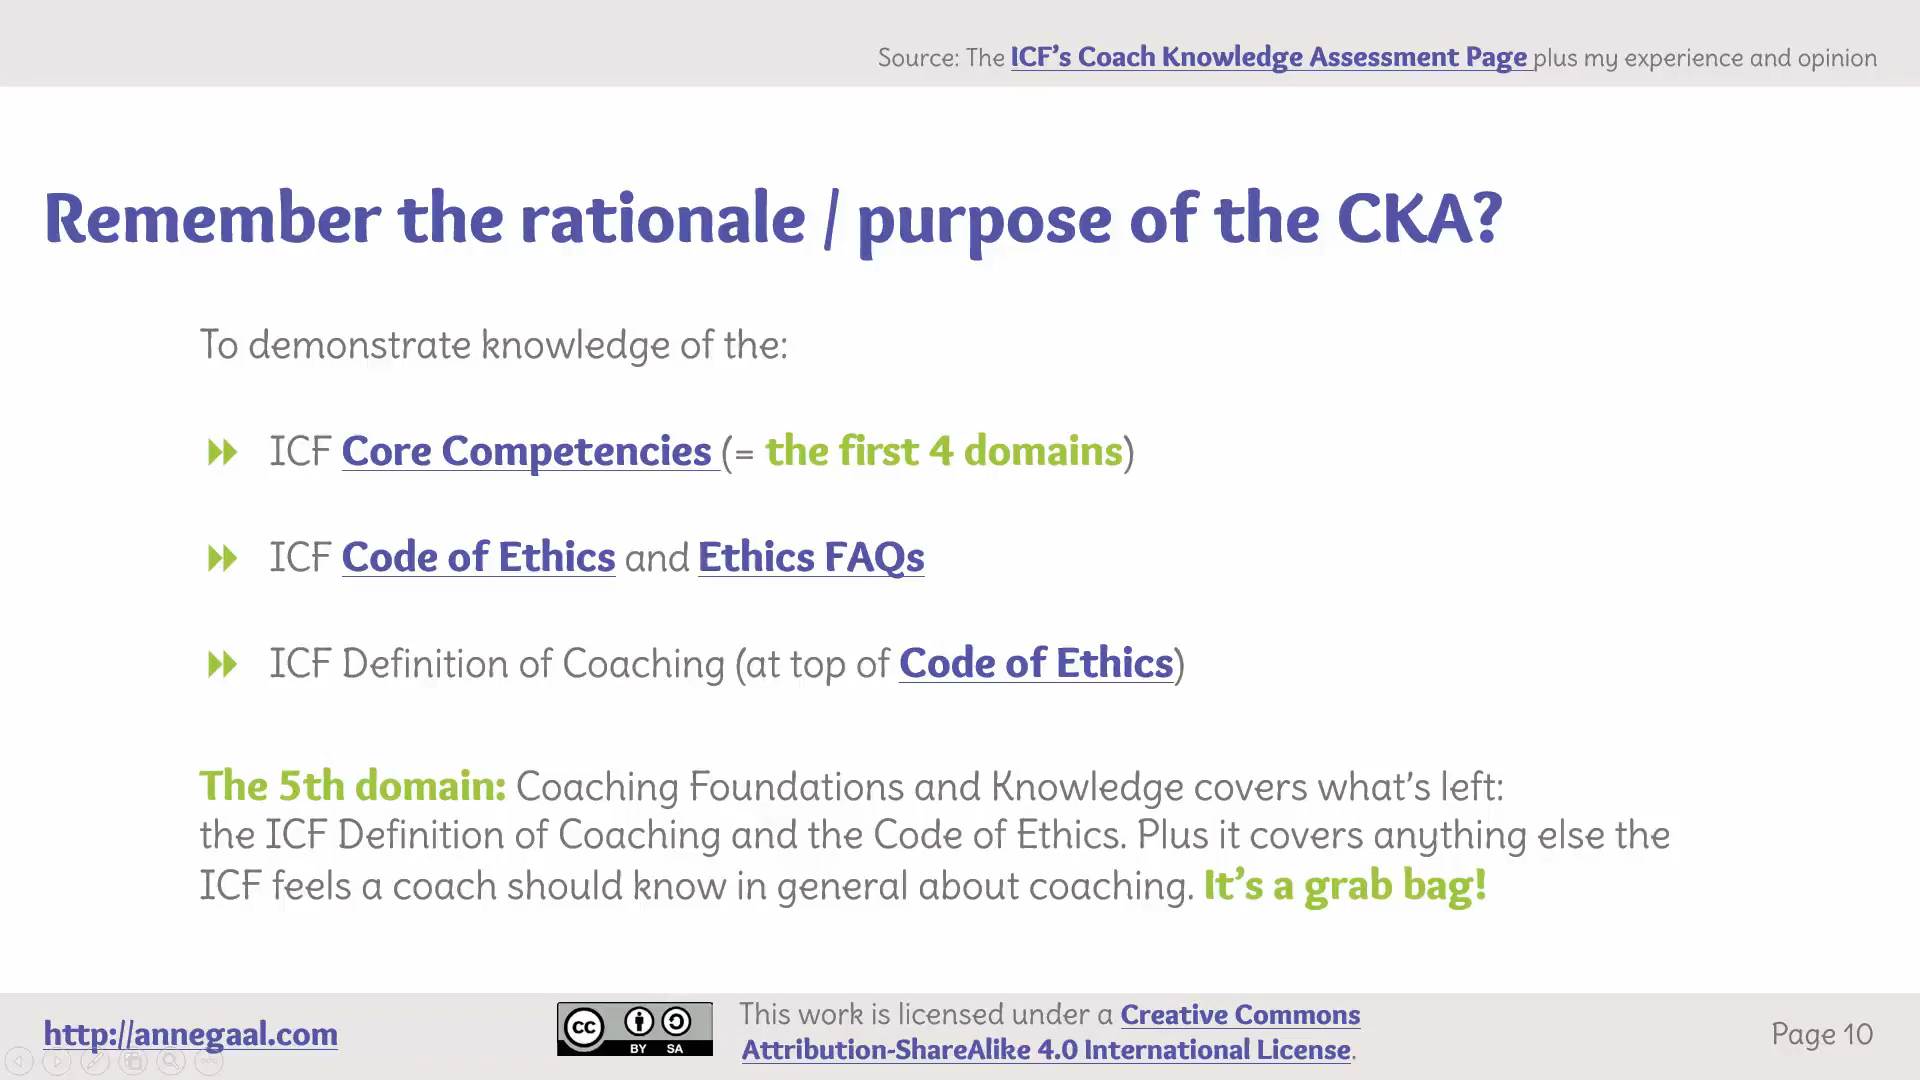 Source: The ICF's Coach Knowledge Assessment Page plus my experience and opinion
Remember the rationale / purpose of the CKA?
To demonstrate knowledge of the:
ICF Core Competencies (= the first 4 domains)
ICF Code of Ethics and Ethics FAQs
ICF Definition of Coaching (at top of Code of Ethics)
The 5th domain: Coaching Foundations and Knowledge covers what's left:
the ICF Definition of Coaching and the Code of Ethics. Plus it covers anything else the
ICF feels a coach should know in general about coaching. It's a grab bag!
http://annegaal.com
cc
BY SA
This work is licensed under a Creative Commons
Attribution-ShareAlike 4.0 International License.
Page 10